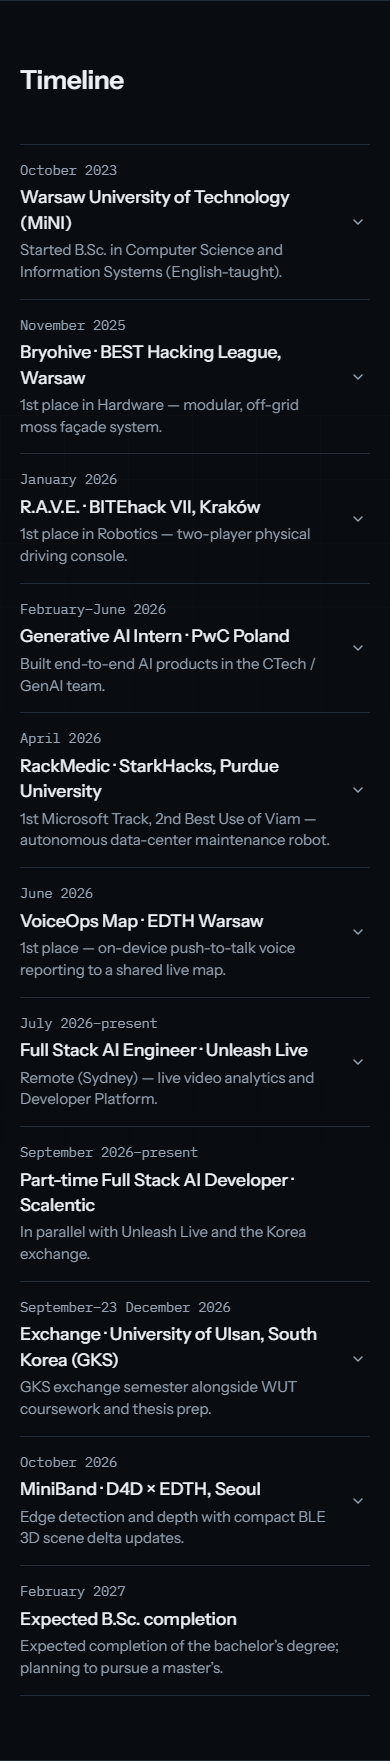 Timeline
October 2023
Warsaw University of Technology
(MiNI)
Started B.Sc. in Computer Science and
Information Systems (English-taught).
November 2025
Bryohive · BEST Hacking League,
Warsaw
1st place in Hardware — modular, off-grid
moss façade system.
January 2026
R.A.V.E. · BITEhack VII, Kraków
1st place in Robotics — two-player physical
driving console.
February–June 2026
Generative AI Intern · PwC Poland
Built end-to-end AI products in the CTech /
GenAI team.
April 2026
RackMedic · StarkHacks, Purdue
University
1st Microsoft Track, 2nd Best Use of Viam —
autonomous data-center maintenance robot.
June 2026
VoiceOps Map · EDTH Warsaw
1st place — on-device push-to-talk voice
reporting to a shared live map.
July 2026–present
Full Stack AI Engineer · Unleash Live
Remote (Sydney) — live video analytics and
Developer Platform.
September 2026–present
Part-time Full Stack AI Developer ·
Scalentic
In parallel with Unleash Live and the Korea
exchange.
September–23 December 2026
Exchange · University of Ulsan, South
Korea (GKS)
GKS exchange semester alongside WUT
coursework and thesis prep.
October 2026
MiniBand · D4D × EDTH, Seoul
Edge detection and depth with compact BLE
3D scene delta updates.
February 2027
Expected B.Sc. completion
Expected completion of the bachelor’s degree;
planning to pursue a master’s.